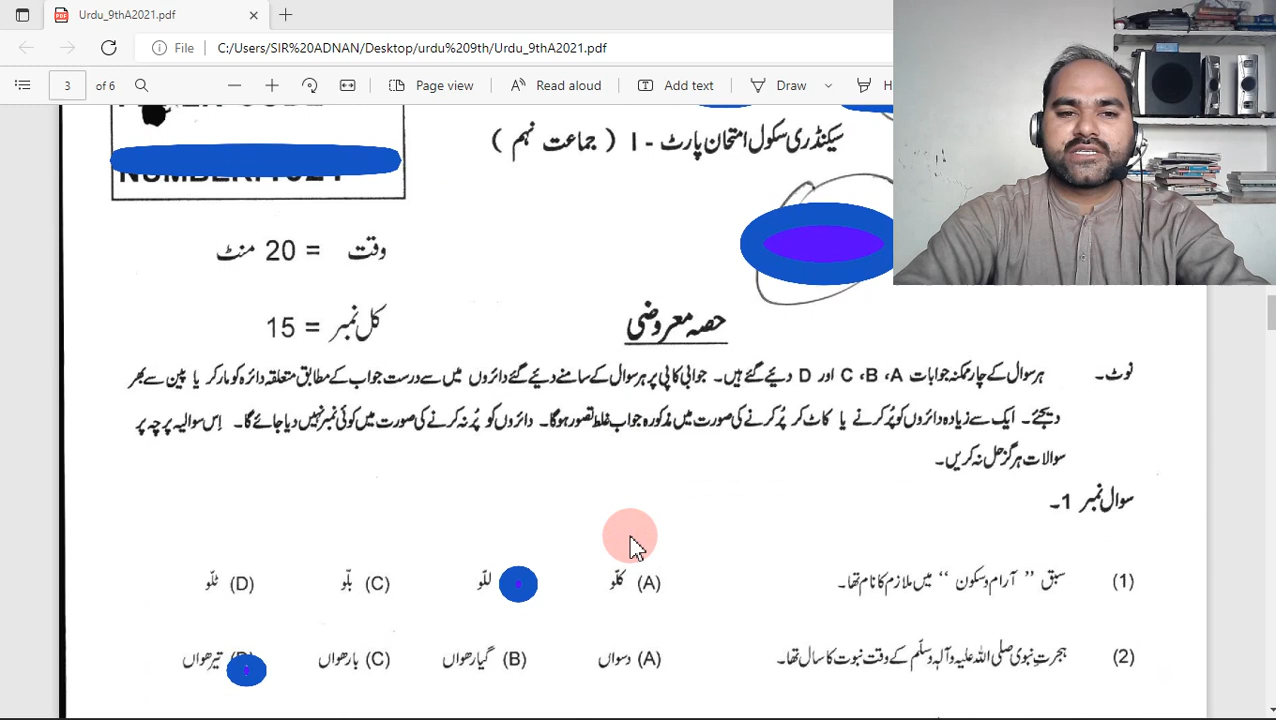 Urdu_9thA2021.pdf
File C:/Users/SIR%20ADNAN/Desktop/urdu%209th/Urdu_9thA2021.pdf
3 of 6 Page view Read aloud Add text Draw H
سیکنڈری سکول امتحان پارٹ - I ( جماعت نہم )
وقت = 20 منٹ
کل نمبر = 15
حصہ معروضی
نوٹ۔ ہر سوال کے چار ممکنہ جوابات A، B، C اور D دیئے گئے ہیں۔ جوابی کاپی پر ہر سوال کے سامنے دیئے گئے دائروں میں سے درست جواب کے مطابق متعلقہ دائرہ کو مارکر یا پین سے بھر
دیجئے۔ ایک سے زیادہ دائروں کو پُر کرنے یا کاٹ کر پُر کرنے کی صورت میں مذکورہ جواب غلط تصور ہوگا۔ دائروں کو پُر نہ کرنے کی صورت میں کوئی نمبر نہیں دیا جائے گا۔ اِس سوالیہ پرچہ پر
سوالات ہرگز حل نہ کریں۔
سوال نمبر 1۔
(1) سبق " آرام و سکون " میں ملازم کا نام تھا۔ (A) کلّو للّو (C) بلّو (D) ٹلّو
(2) ہجرتِ نبوی صلی اللہ علیہ وآلہٖ وسلّم کے وقت نبوت کا سال تھا۔ (A) دسواں (B) گیارھواں (C) بارھواں (D) تیرھواں